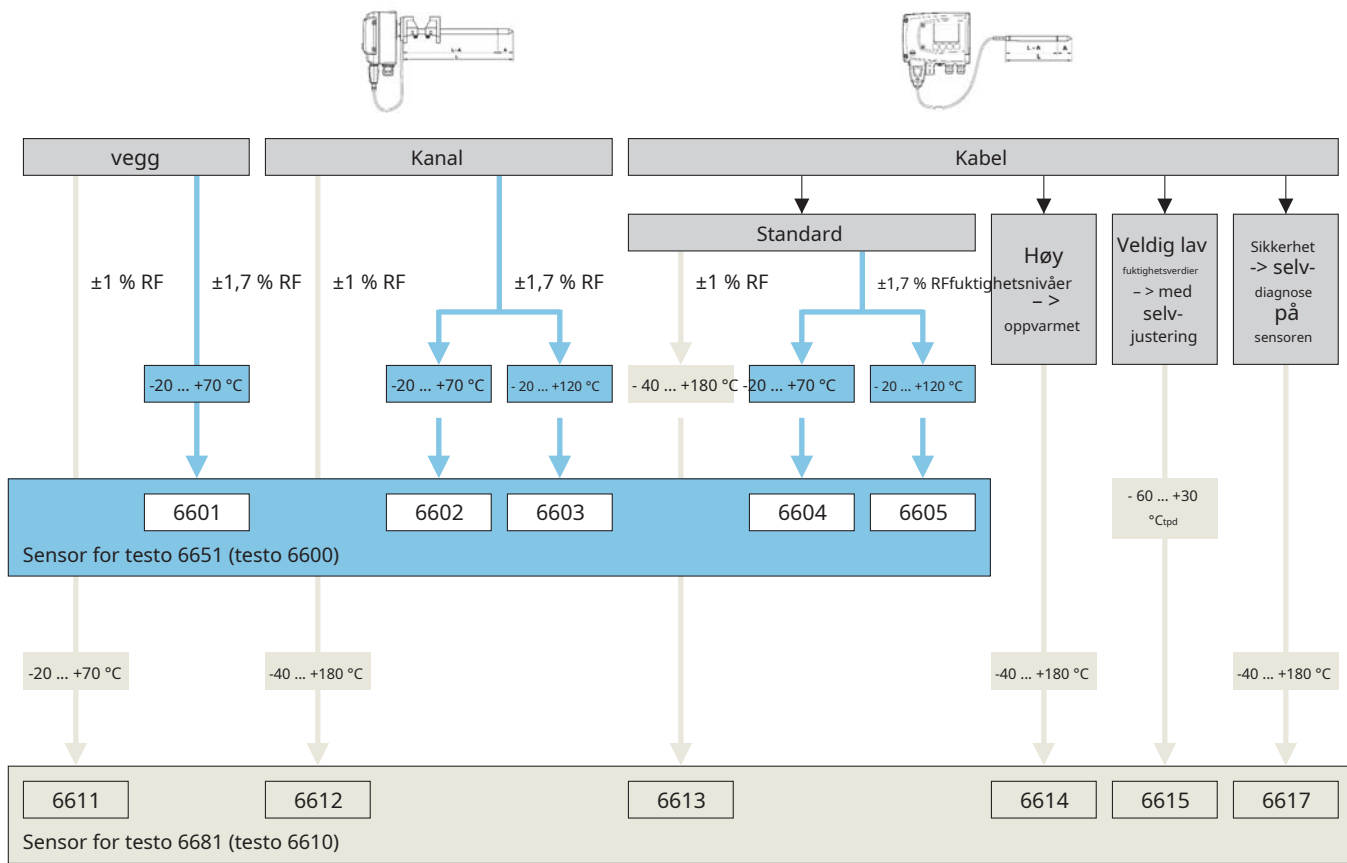 L - A
A
L
L - A
A
L
vegg
Kanal
Kabel
Standard
Høy
fuktighetsnivåer
– >
oppvarmet
Veldig lav
fuktighetsverdier
– > med
selv-
justering
Sikkerhet
-> selv-
diagnose
på
sensoren
±1 % RF
±1,7 % RF
±1 % RF
±1,7 % RF
±1 % RF
±1,7 % RF
-20 ... +70 °C
-20 ... +70 °C
- 20 ... +120 °C
- 40 ... +180 °C
-20 ... +70 °C
- 20 ... +120 °C
6601
6602
6603
6604
6605
- 60 ... +30
°Ctpd
Sensor for testo 6651 (testo 6600)
-20 ... +70 °C
-40 ... +180 °C
-40 ... +180 °C
-40 ... +180 °C
6611
6612
6613
6614
6615
6617
Sensor for testo 6681 (testo 6610)